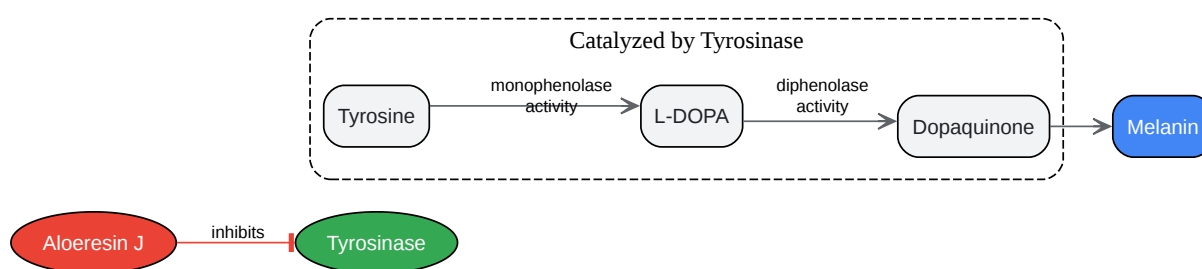 Catalyzed by Tyrosinase
monophenolase
activity
diphenolase
activity
Tyrosine
L-DOPA
Dopaquinone
Melanin
inhibits
Aloeresin J
Tyrosinase